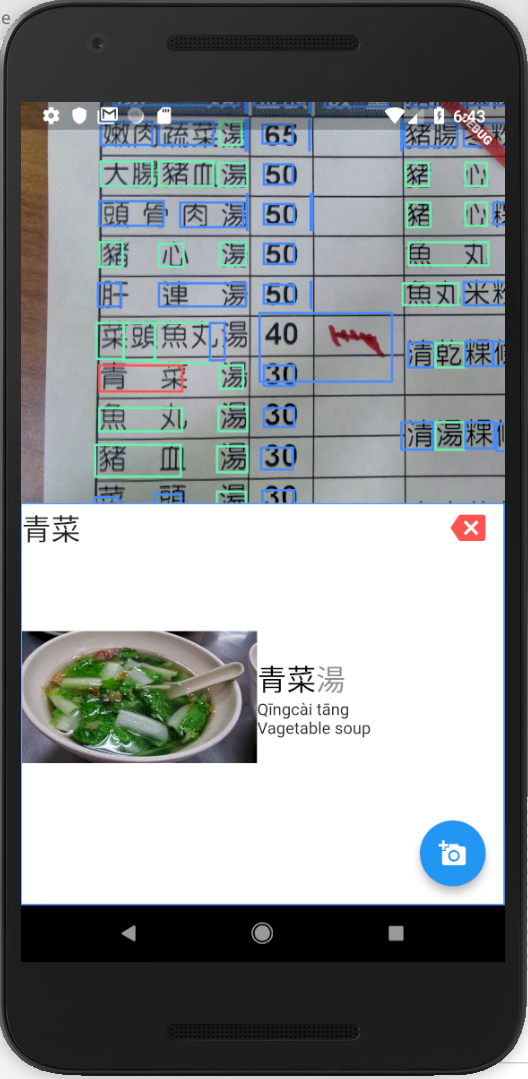 6:43
DEBUG
嫩肉蔬菜湯 65 豬腸
大腸豬血湯 50 豬 心
頭骨肉湯 50 豬 心
豬心湯 50 魚 丸
肝連湯 50 魚丸米粉
菜頭魚丸湯 40
清乾粿
青菜湯 30
魚丸湯 30
清湯粿
豬血湯 30
菜頭湯 30
青菜
青菜湯
Qīngcài tāng
Vagetable soup